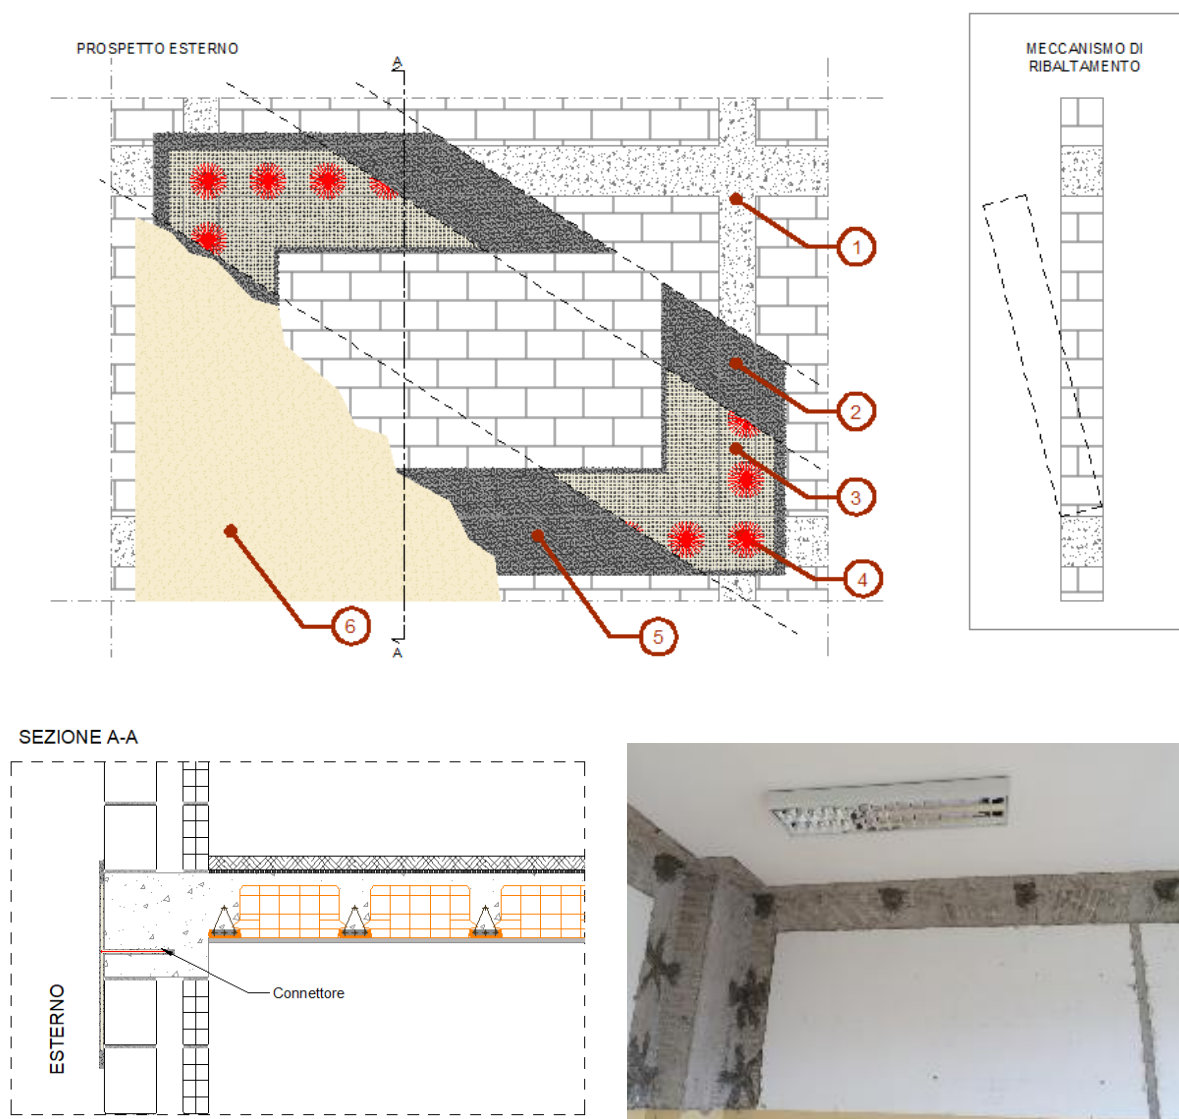 PROSPETTO ESTERNO
MECCANISMO DI
RIBALTAMENTO
A
1
2
3
4
5
6
A
SEZIONE A-A
Connettore
ESTERNO